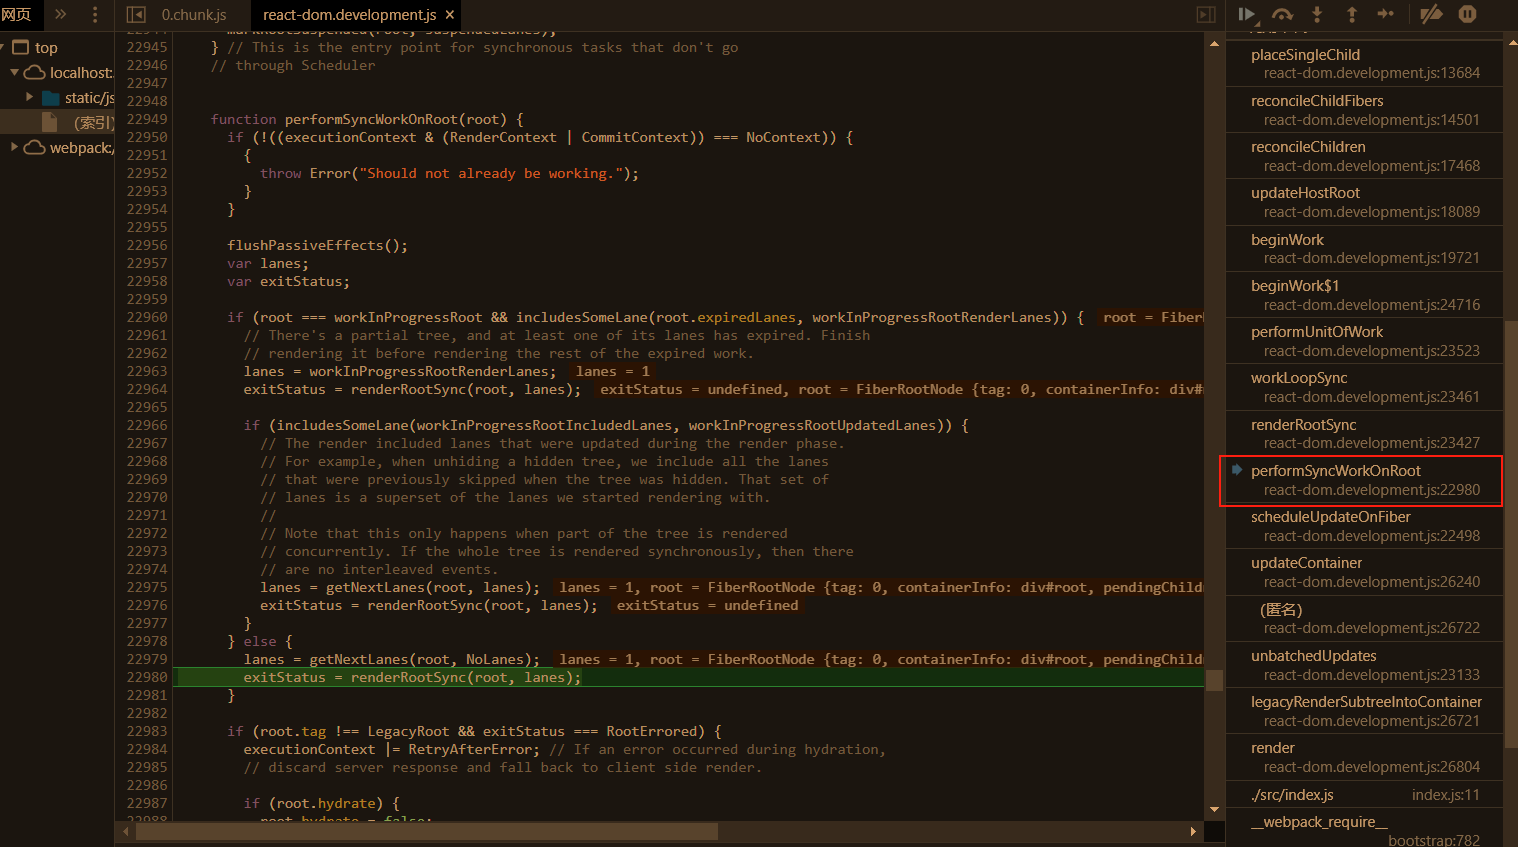 网页
0.chunk.js
react-dom.development.js ×
top
localhost:
static/js
(索引)
webpack:/
22945 } // This is the entry point for synchronous tasks that don't go
22946 // through Scheduler
22947
22948
22949 function performSyncWorkOnRoot(root) {
22950 if (!((executionContext & (RenderContext | CommitContext)) === NoContext)) {
22951 {
22952 throw Error("Should not already be working.");
22953 }
22954 }
22955
22956 flushPassiveEffects();
22957 var lanes;
22958 var exitStatus;
22959
22960 if (root === workInProgressRoot && includesSomeLane(root.expiredLanes, workInProgressRootRenderLanes)) { root = Fiber
22961 // There's a partial tree, and at least one of its lanes has expired. Finish
22962 // rendering it before rendering the rest of the expired work.
22963 lanes = workInProgressRootRenderLanes; lanes = 1
22964 exitStatus = renderRootSync(root, lanes); exitStatus = undefined, root = FiberRootNode {tag: 0, containerInfo: div#
22965
22966 if (includesSomeLane(workInProgressRootIncludedLanes, workInProgressRootUpdatedLanes)) {
22967 // The render included lanes that were updated during the render phase.
22968 // For example, when unhiding a hidden tree, we include all the lanes
22969 // that were previously skipped when the tree was hidden. That set of
22970 // lanes is a superset of the lanes we started rendering with.
22971 //
22972 // Note that this only happens when part of the tree is rendered
22973 // concurrently. If the whole tree is rendered synchronously, then there
22974 // are no interleaved events.
22975 lanes = getNextLanes(root, lanes); lanes = 1, root = FiberRootNode {tag: 0, containerInfo: div#root, pendingChild
22976 exitStatus = renderRootSync(root, lanes); exitStatus = undefined
22977 }
22978 } else {
22979 lanes = getNextLanes(root, NoLanes); lanes = 1, root = FiberRootNode {tag: 0, containerInfo: div#root, pendingChild
22980 exitStatus = renderRootSync(root, lanes);
22981 }
22982
22983 if (root.tag !== LegacyRoot && exitStatus === RootErrored) {
22984 executionContext |= RetryAfterError; // If an error occurred during hydration,
22985 // discard server response and fall back to client side render.
22986
22987 if (root.hydrate) {
22988 root.hydrate = false;
placeSingleChild
react-dom.development.js:13684
reconcileChildFibers
react-dom.development.js:14501
reconcileChildren
react-dom.development.js:17468
updateHostRoot
react-dom.development.js:18089
beginWork
react-dom.development.js:19721
beginWork$1
react-dom.development.js:24716
performUnitOfWork
react-dom.development.js:23523
workLoopSync
react-dom.development.js:23461
renderRootSync
react-dom.development.js:23427
performSyncWorkOnRoot
react-dom.development.js:22980
scheduleUpdateOnFiber
react-dom.development.js:22498
updateContainer
react-dom.development.js:26240
(匿名)
react-dom.development.js:26722
unbatchedUpdates
react-dom.development.js:23133
legacyRenderSubtreeIntoContainer
react-dom.development.js:26721
render
react-dom.development.js:26804
./src/index.js index.js:11
__webpack_require__
bootstrap:782